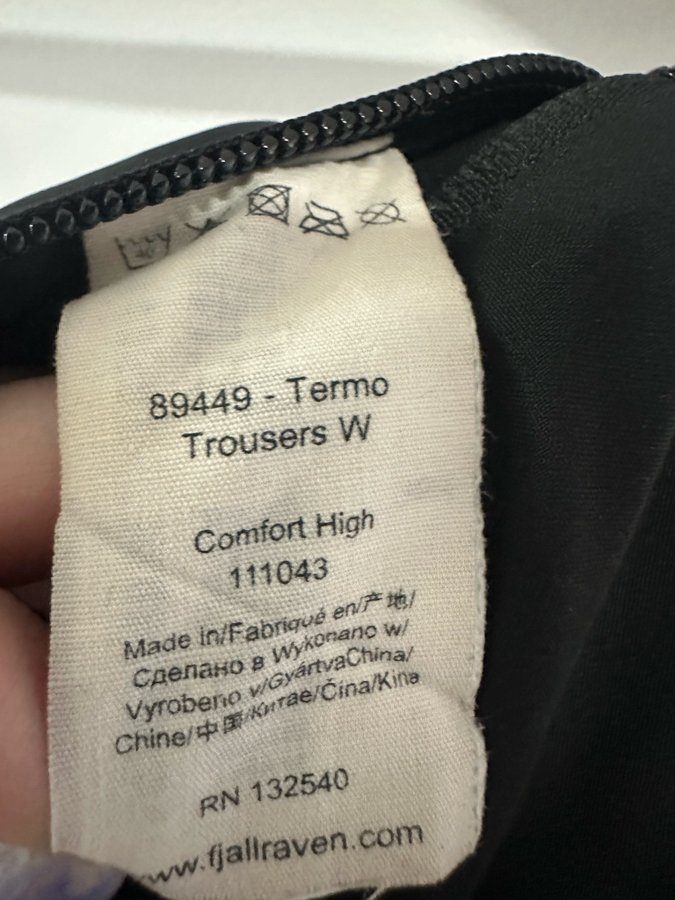 89449 - Termo
Trousers W
Comfort High
111043
Made in/Fabriqué en/产地/
Сделано в Wykonano w/
Vyrobeno v/GyártvaChina/
Chine/中国/Китае/Čína/Kina
RN 132540
www.fjallraven.com